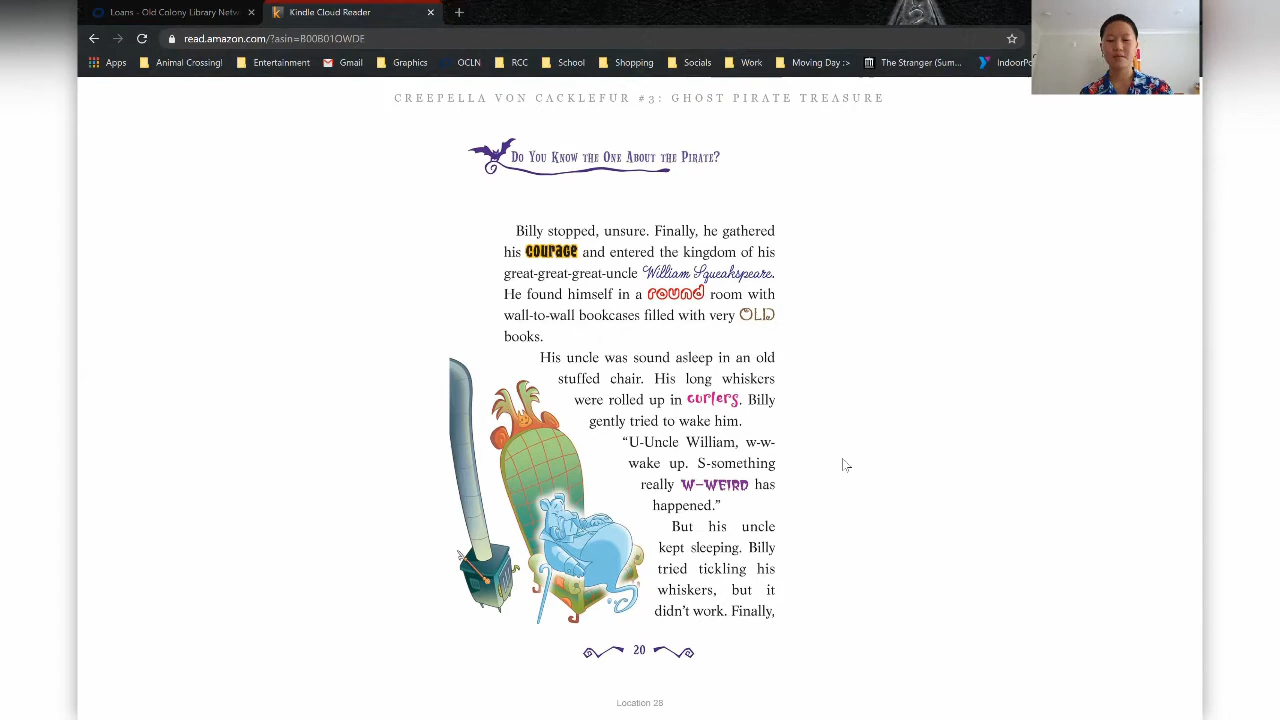 Loans - Old Colony Library Netw
Kindle Cloud Reader
read.amazon.com/?asin=B00B01OWDE
Apps Animal Crossing! Entertainment Gmail Graphics OCLN RCC School Shopping Socials Work Moving Day :> The Stranger (Sum... IndoorPo
CREEPELLA VON CACKLEFUR #3: GHOST PIRATE TREASURE
Do You Know the One About the Pirate?
Billy stopped, unsure. Finally, he gathered
his courage and entered the kingdom of his
great-great-great-uncle William Squeakspeare.
He found himself in a round room with
wall-to-wall bookcases filled with very OLD
books.
His uncle was sound asleep in an old
stuffed chair. His long whiskers
were rolled up in curlers. Billy
gently tried to wake him.
“U-Uncle William, w-w-
wake up. S-something
really W-WEIRD has
happened.”
But his uncle
kept sleeping. Billy
tried tickling his
whiskers, but it
didn’t work. Finally,
20
Location 28